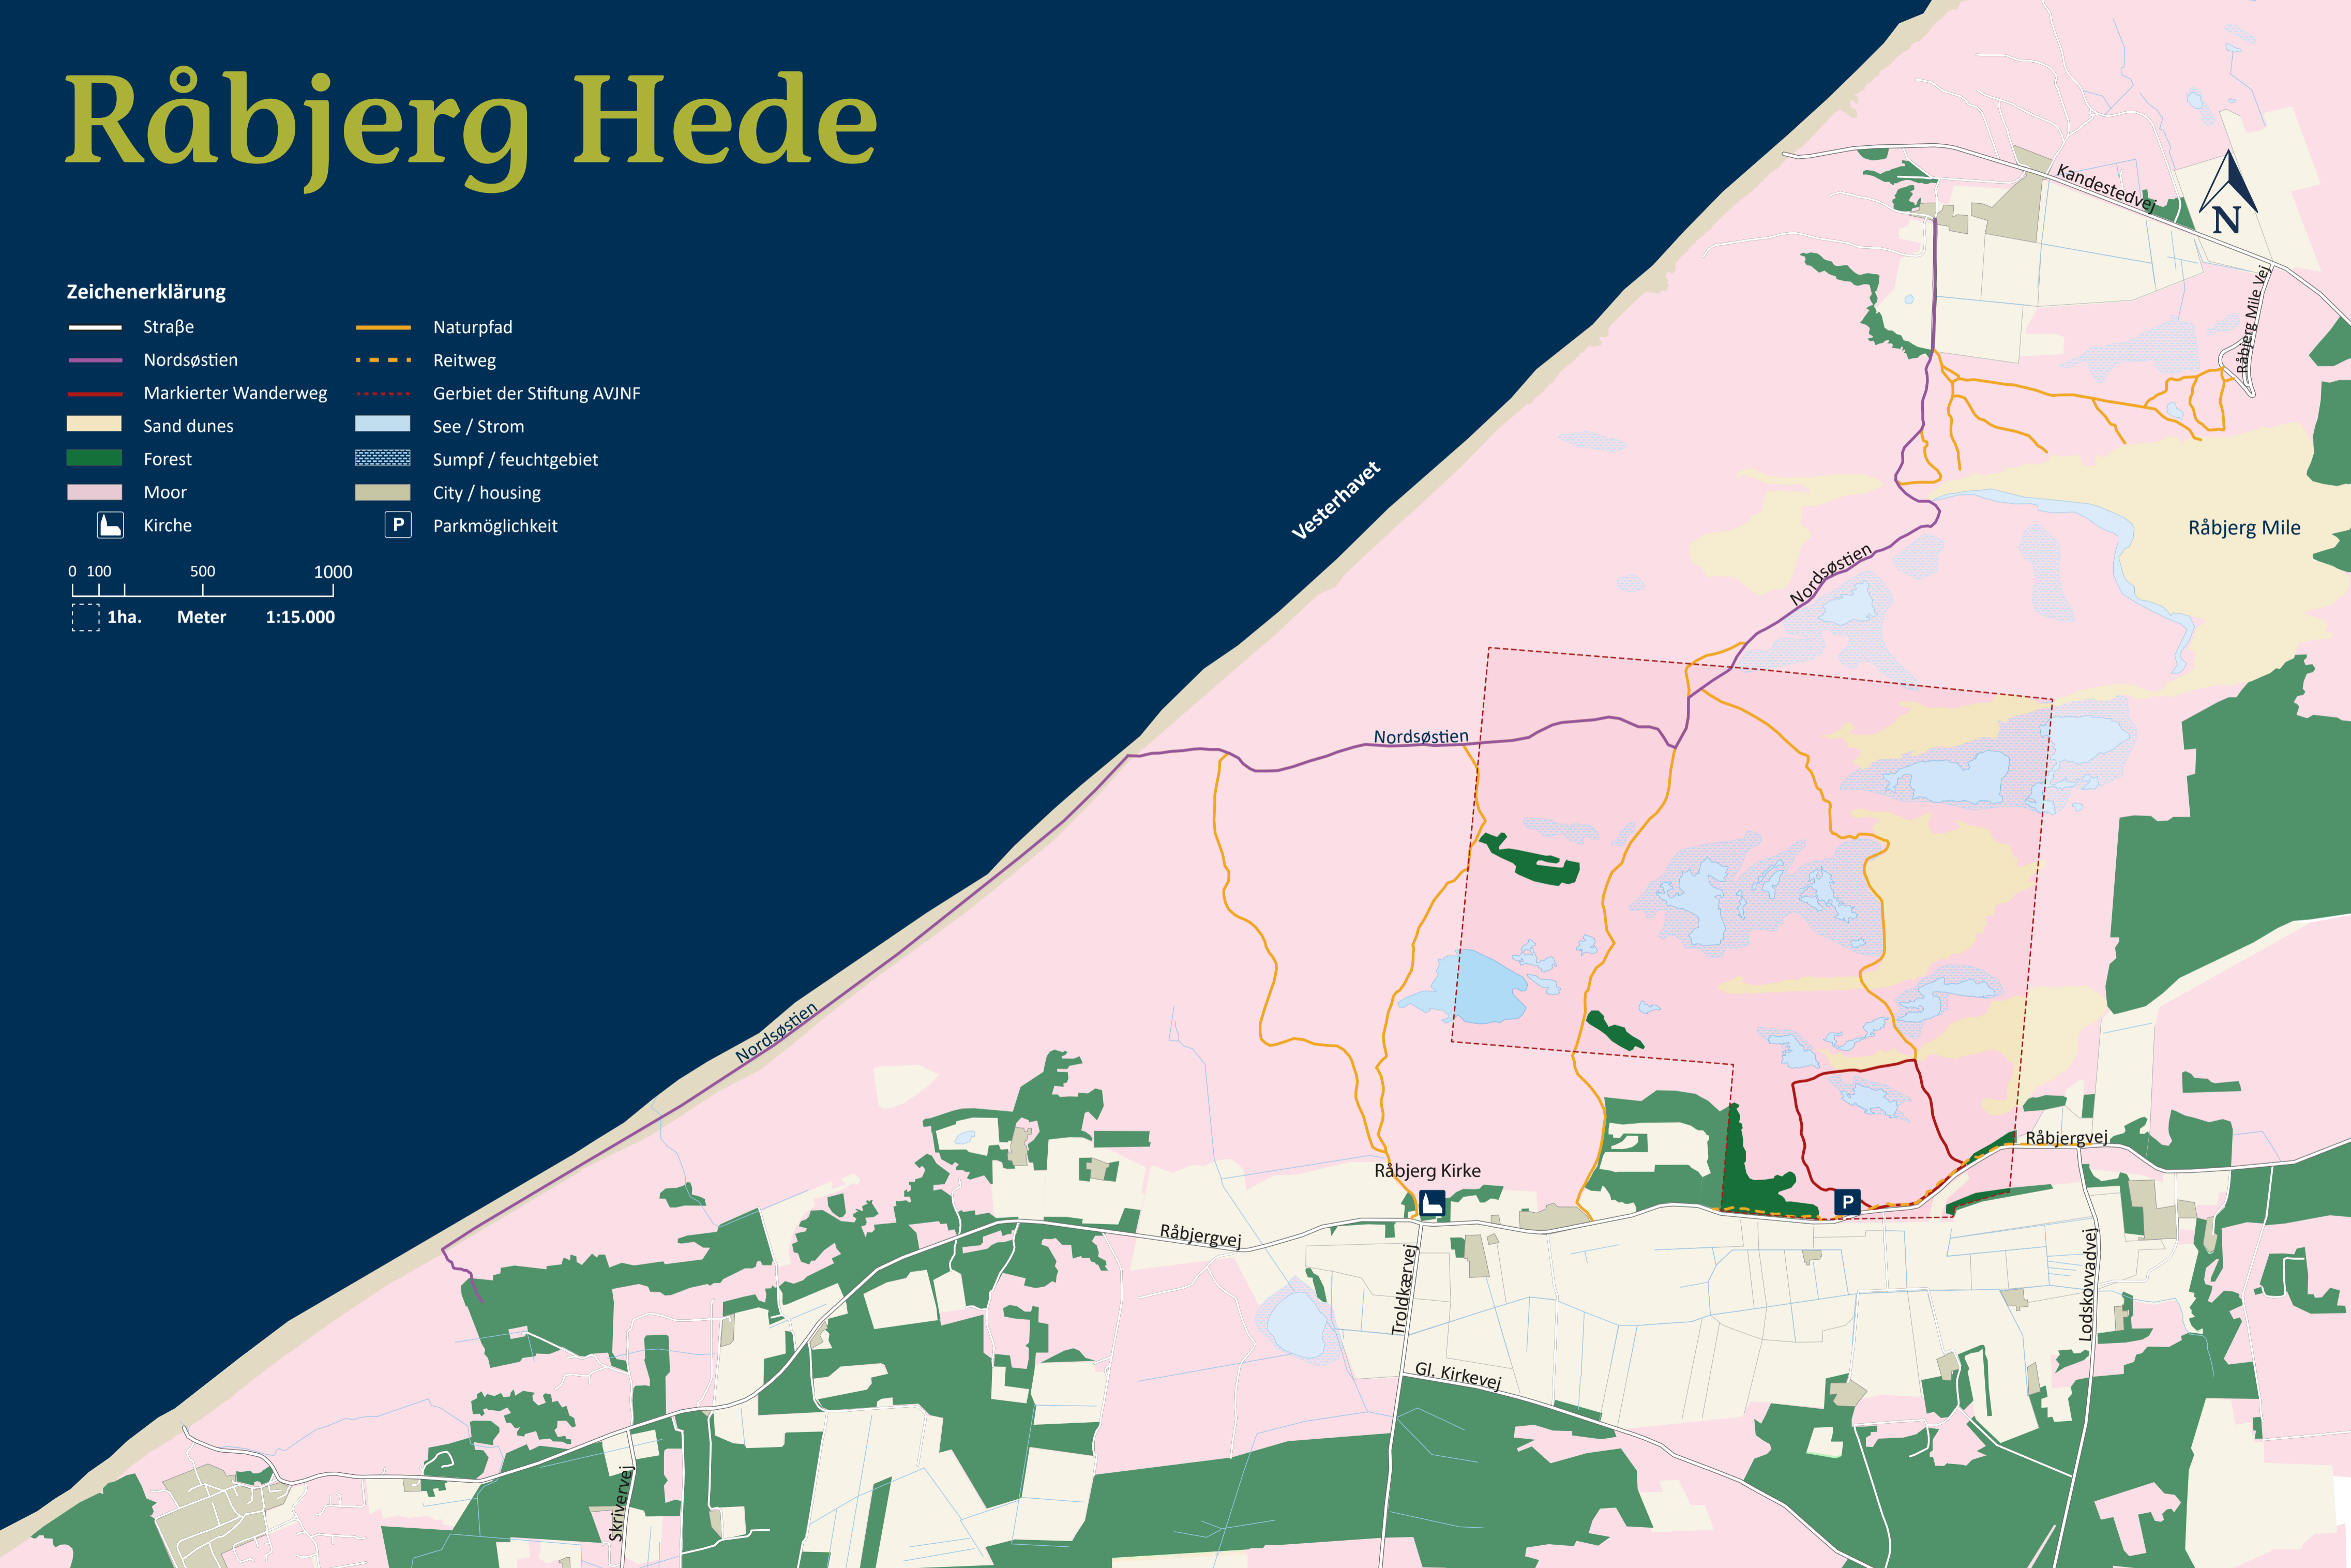 Råbjerg Hede
Zeichenerklärung
Straße
Nordsøstien
Markierter Wanderweg
Sand dunes
Forest
Moor
Kirche
Naturpfad
Reitweg
Gerbiet der Stiftung AVJNF
See / Strom
Sumpf / feuchtgebiet
City / housing
P
Parkmöglichkeit
0 100 500 1000
1ha. Meter 1:15.000
Kandestedvej
N
Råbjerg Mile Vej
Vesterhavet
Råbjerg Mile
Nordsøstien
Nordsøstien
Nordsøstien
Råbjergvej
Råbjerg Kirke
P
Råbjergvej
Troldkærvej
Lodskovvadvej
Gl. Kirkevej
Skrivervej